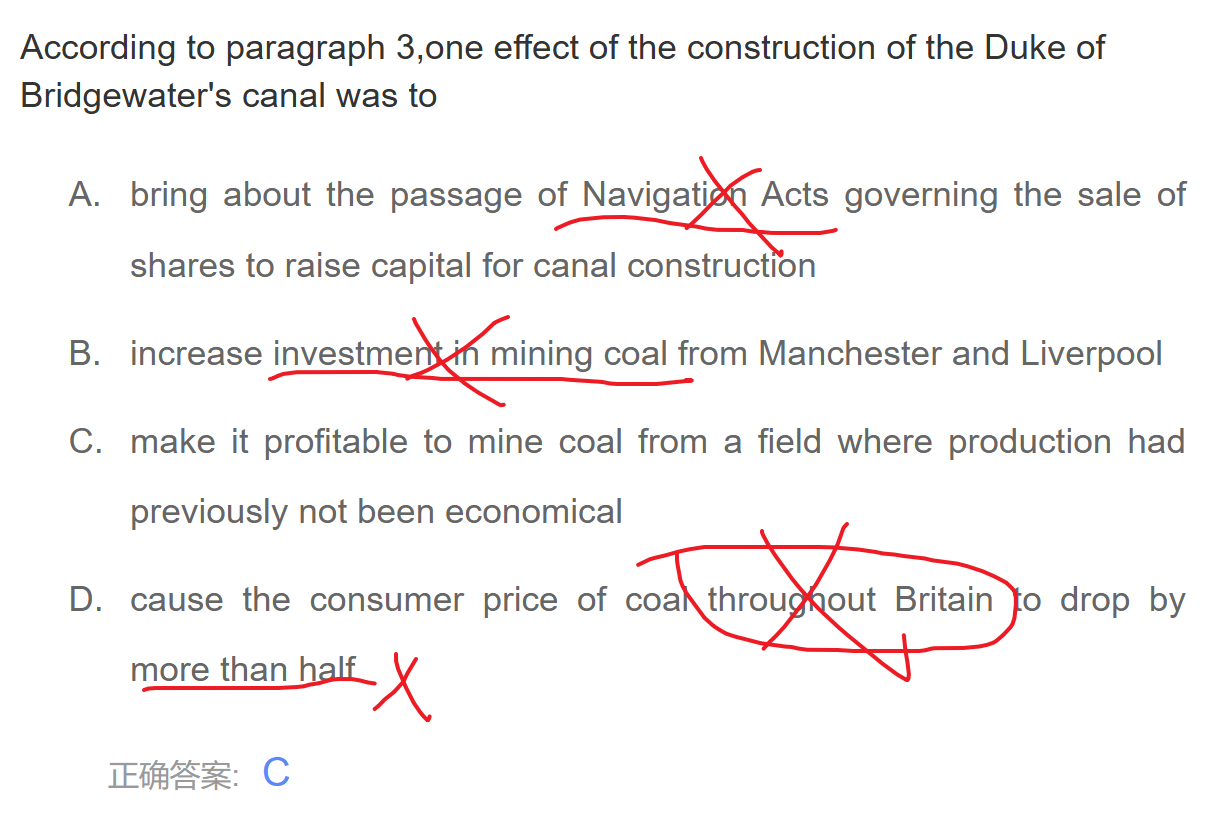 According to paragraph 3,one effect of the construction of the Duke of
Bridgewater's canal was to
A. bring about the passage of Navigation Acts governing the sale of
shares to raise capital for canal construction
B. increase investment in mining coal from Manchester and Liverpool
C. make it profitable to mine coal from a field where production had
previously not been economical
D. cause the consumer price of coal throughout Britain to drop by
more than half
正确答案: C